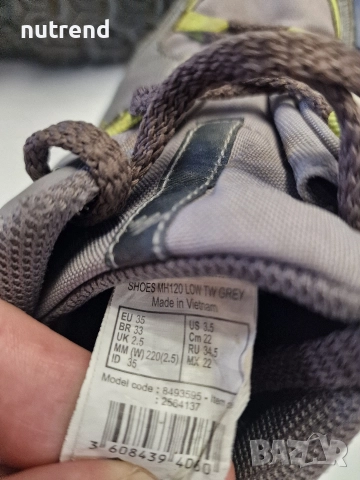 nutrend
SHOES MH120 LOW TW GREY
Made in Vietnam
EU 35 US 3.5
BR 33 Cm 22
UK 2.5 RU 34,5
MM (W) 220(2.5) MX 22
ID 35
Model code : 8493595 - Item c
: 2564137
3 608439 4060
BAZAR